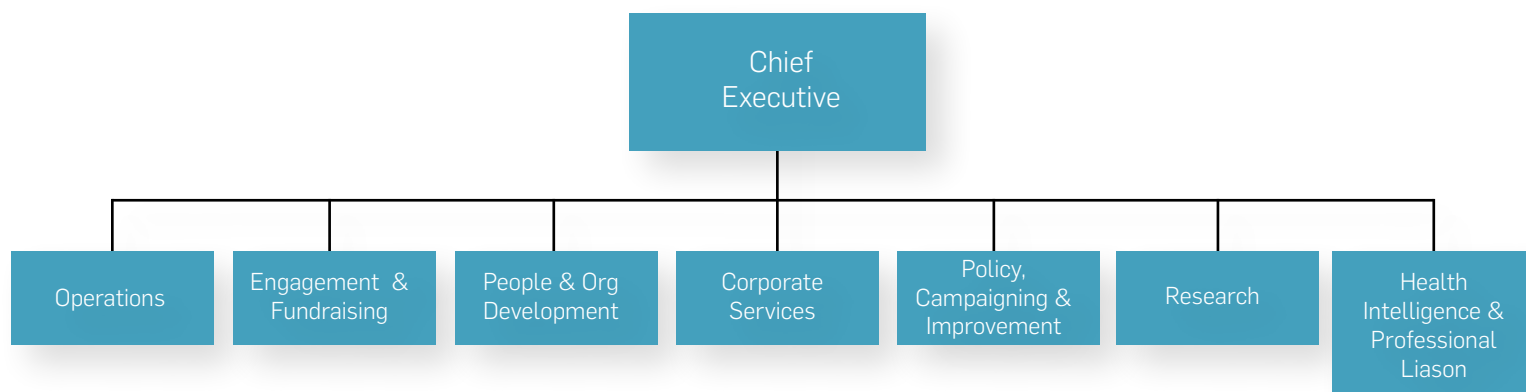 Chief
Executive
Operations
Engagement & 
Fundraising
People & Org
Development
Corporate
Services
Policy,
Campaigning &
Improvement
Research
Health
Intelligence &
Professional
Liason